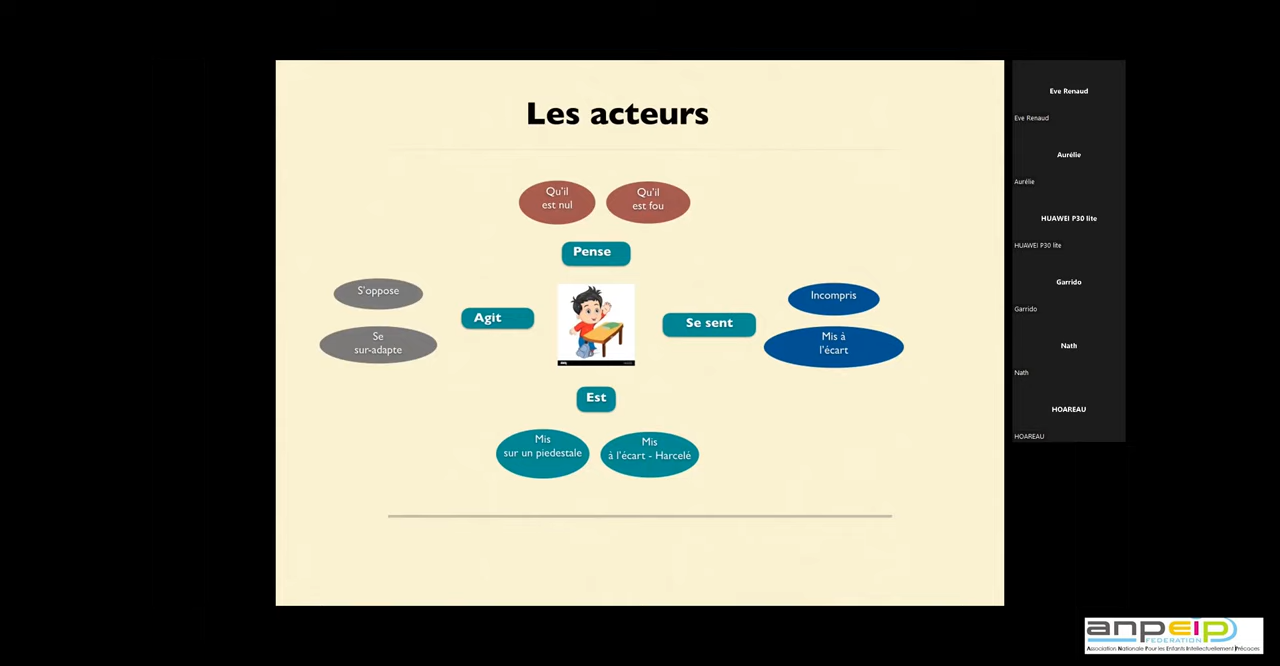 Les acteurs
Qu'il
est nul
Qu'il
est fou
Pense
S'oppose
Se
sur-adapte
Agit
Se sent
Incompris
Mis à
l'écart
Est
Mis
sur un piedestale
Mis
à l'écart - Harcelé
Eve Renaud
Eve Renaud
Aurélie
Aurélie
HUAWEI P30 lite
HUAWEI P30 lite
Garrido
Garrido
Nath
Nath
HOAREAU
HOAREAU
anpeip
FEDERATION
Association Nationale Pour les Enfants Intellectuellement Précoces